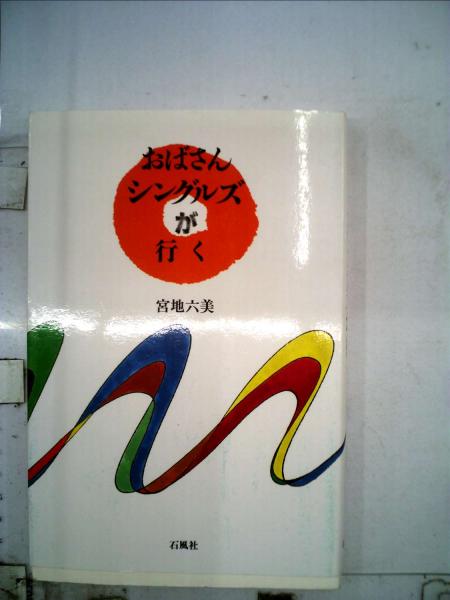 おばさん
シングルズ
が
行く
宮地六美
石風社